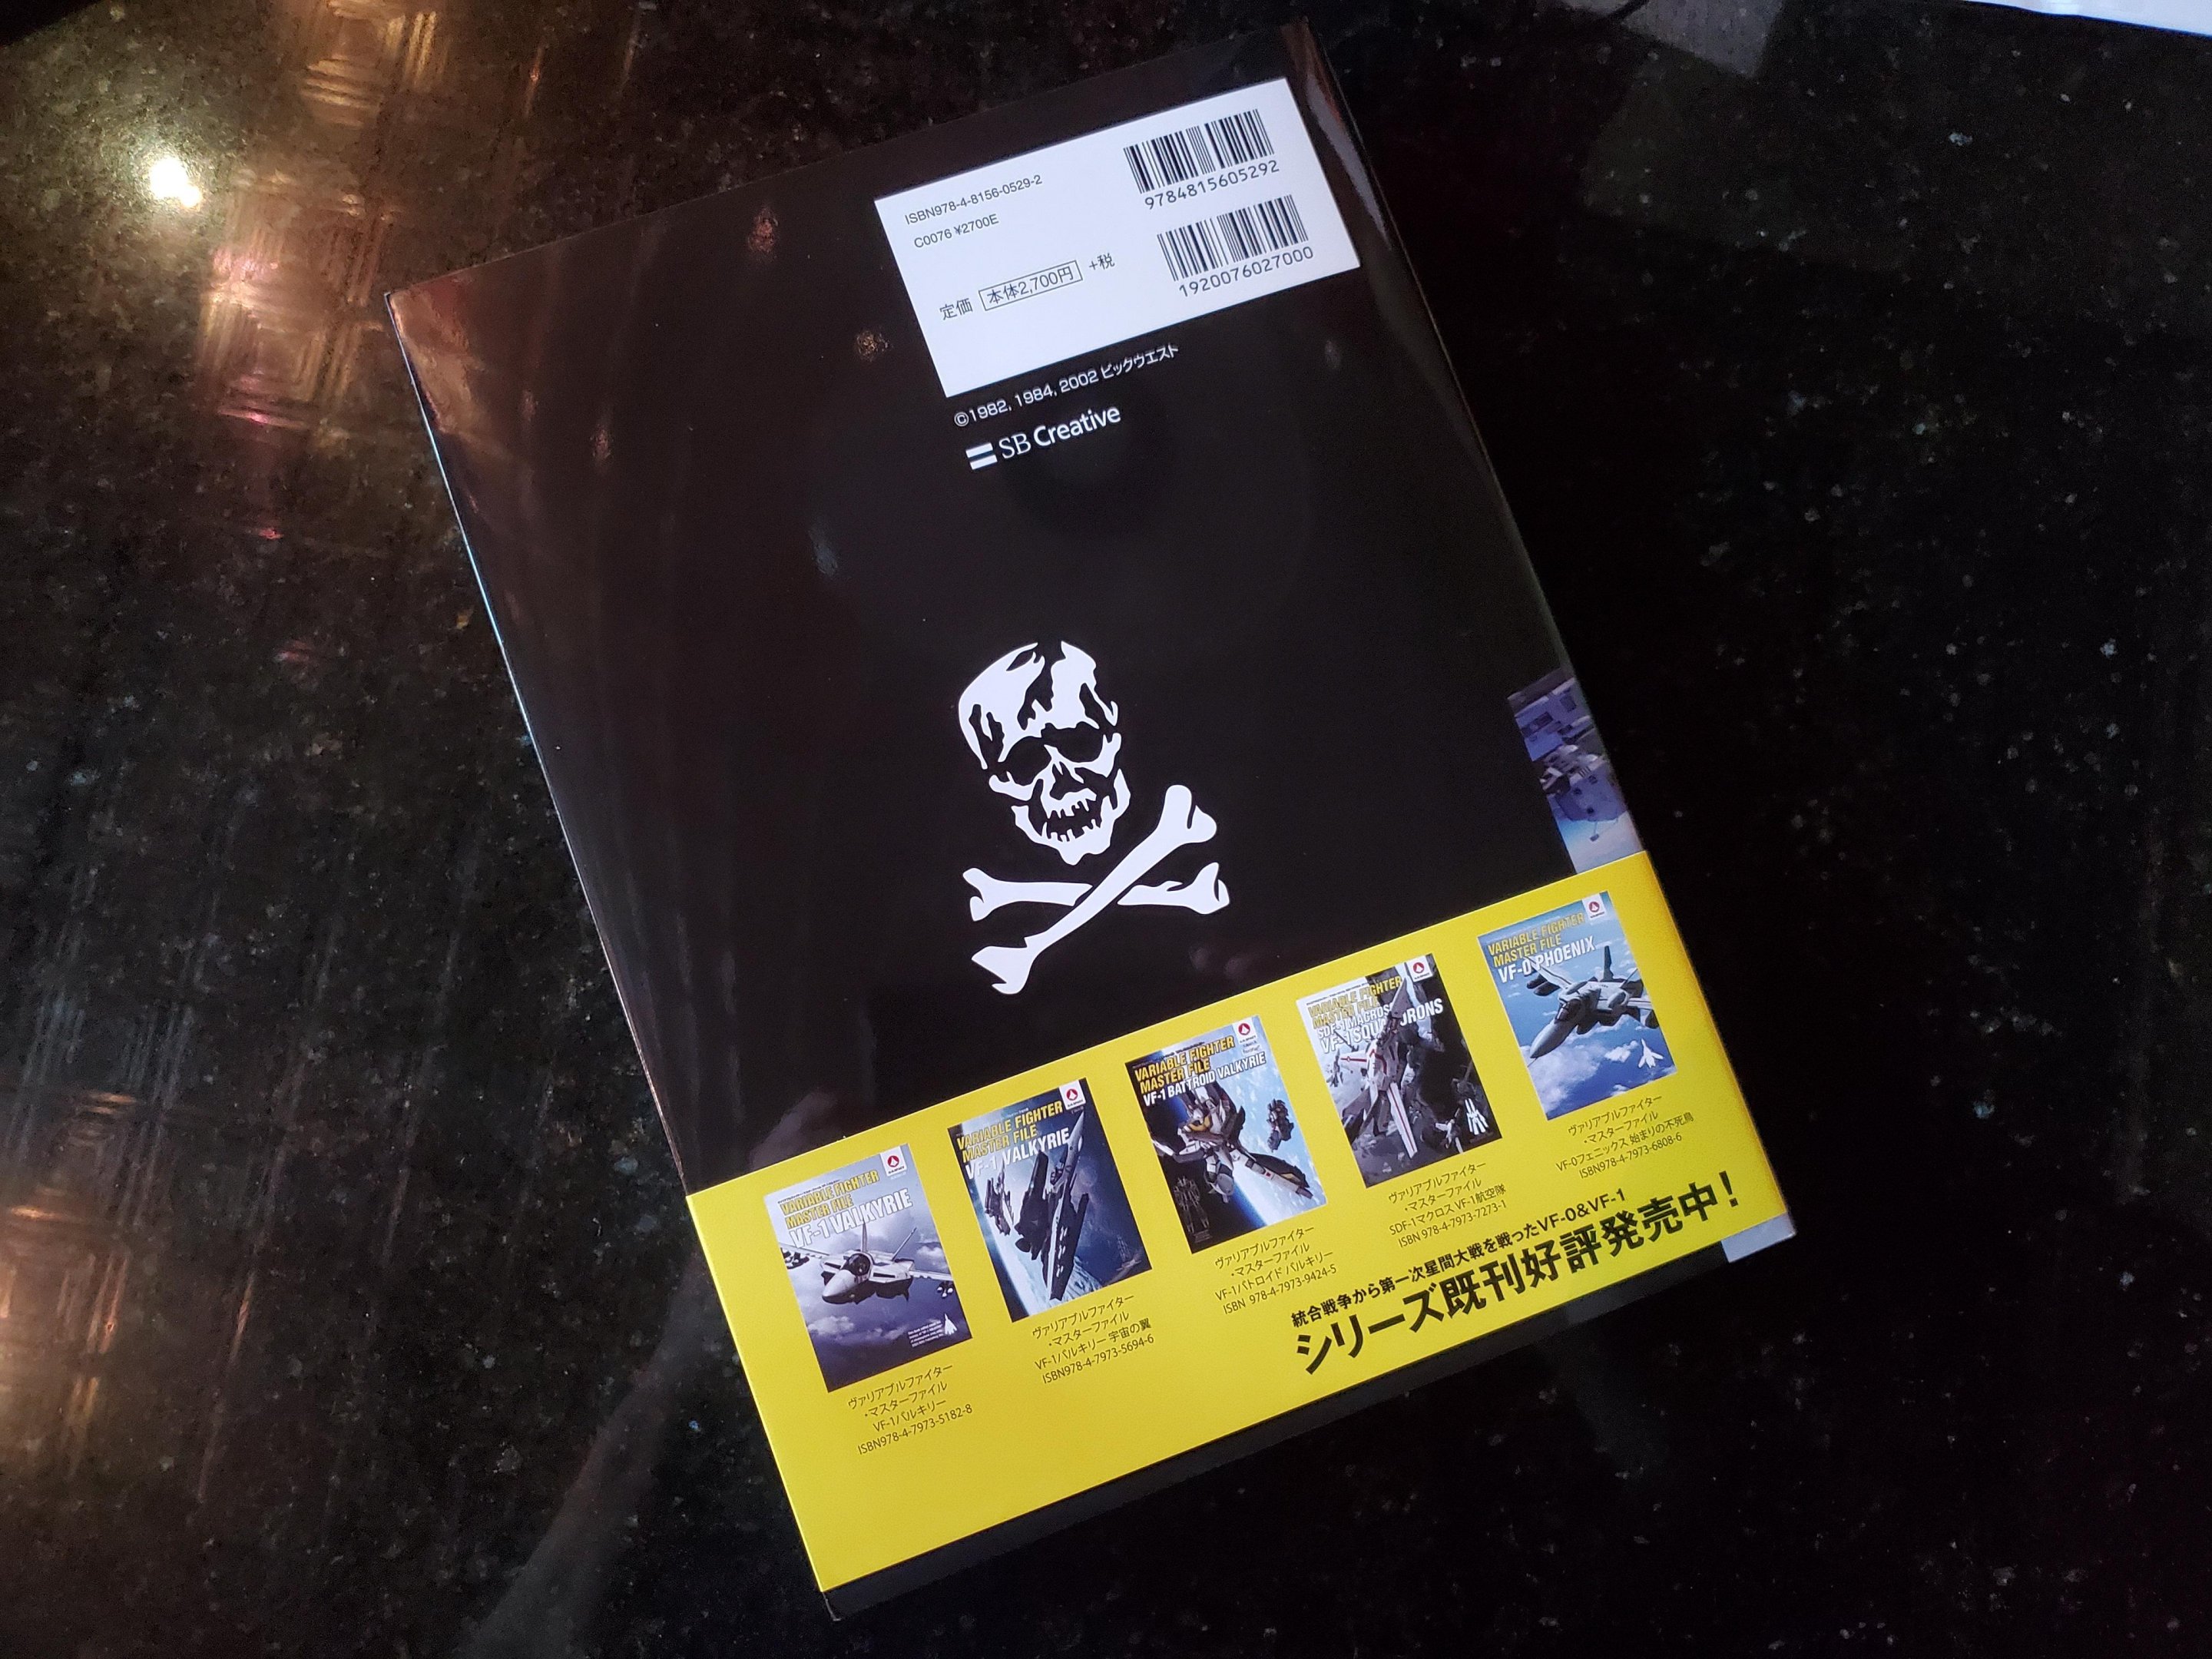 ISBN978-4-8156-0529-2
C0076 ¥2700E
定価 本体2,700円 +税
9784815605292
1920076027000
©1982, 1984, 2002 ビックウエスト
SB Creative
VARIABLE FIGHTER
MASTER FILE
VF-1 VALKYRIE
ヴァリアブルファイター
・マスターファイル
VF-1バルキリー
ISBN978-4-7973-5182-8
VARIABLE FIGHTER
MASTER FILE
VF-1 VALKYRIE
ヴァリアブルファイター
・マスターファイル
VF-1バルキリー 宇宙の翼
ISBN978-4-7973-5694-6
VARIABLE FIGHTER
MASTER FILE
VF-1 BATTROID VALKYRIE
ヴァリアブルファイター
・マスターファイル
VF-1バトロイド バルキリー
ISBN 978-4-7973-9424-5
VARIABLE FIGHTER
MASTER FILE
SDF-1 MACROSS
VF-1 SQUADRONS
ヴァリアブルファイター
・マスターファイル
SDF-1マクロス VF-1航空隊
ISBN 978-4-7973-7273-1
VARIABLE FIGHTER
MASTER FILE
VF-0 PHOENIX
ヴァリアブルファイター
・マスターファイル
VF-0フェニックス 始まりの不死鳥
ISBN978-4-7973-6808-6
統合戦争から第一次星間大戦を戦ったVF-0&VF-1
シリーズ既刊好評発売中！